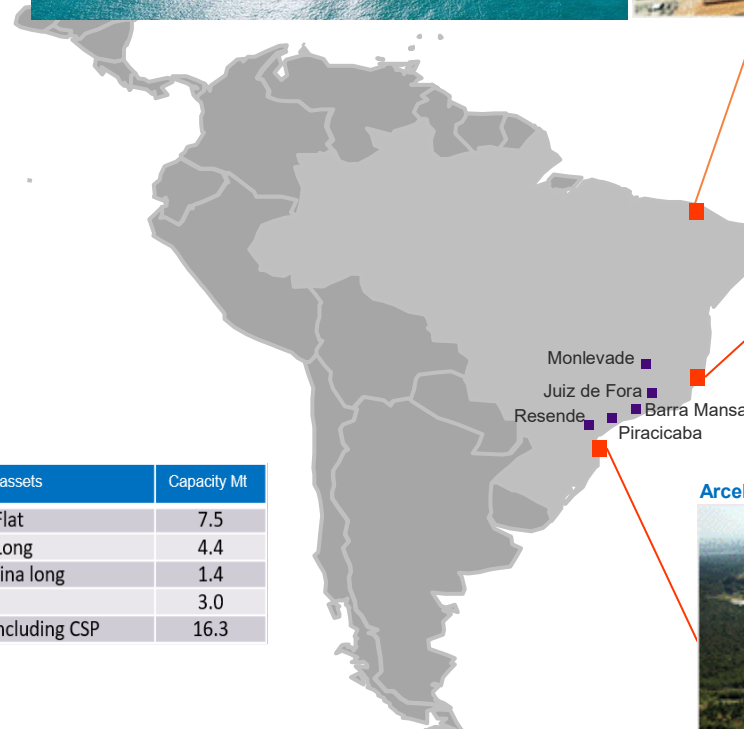 Monlevade
Juiz de Fora
Resende
Barra Mansa
Piracicaba
assets Capacity Mt
Flat 7.5
Long 4.4
ina long 1.4
3.0
ncluding CSP 16.3
Arcel